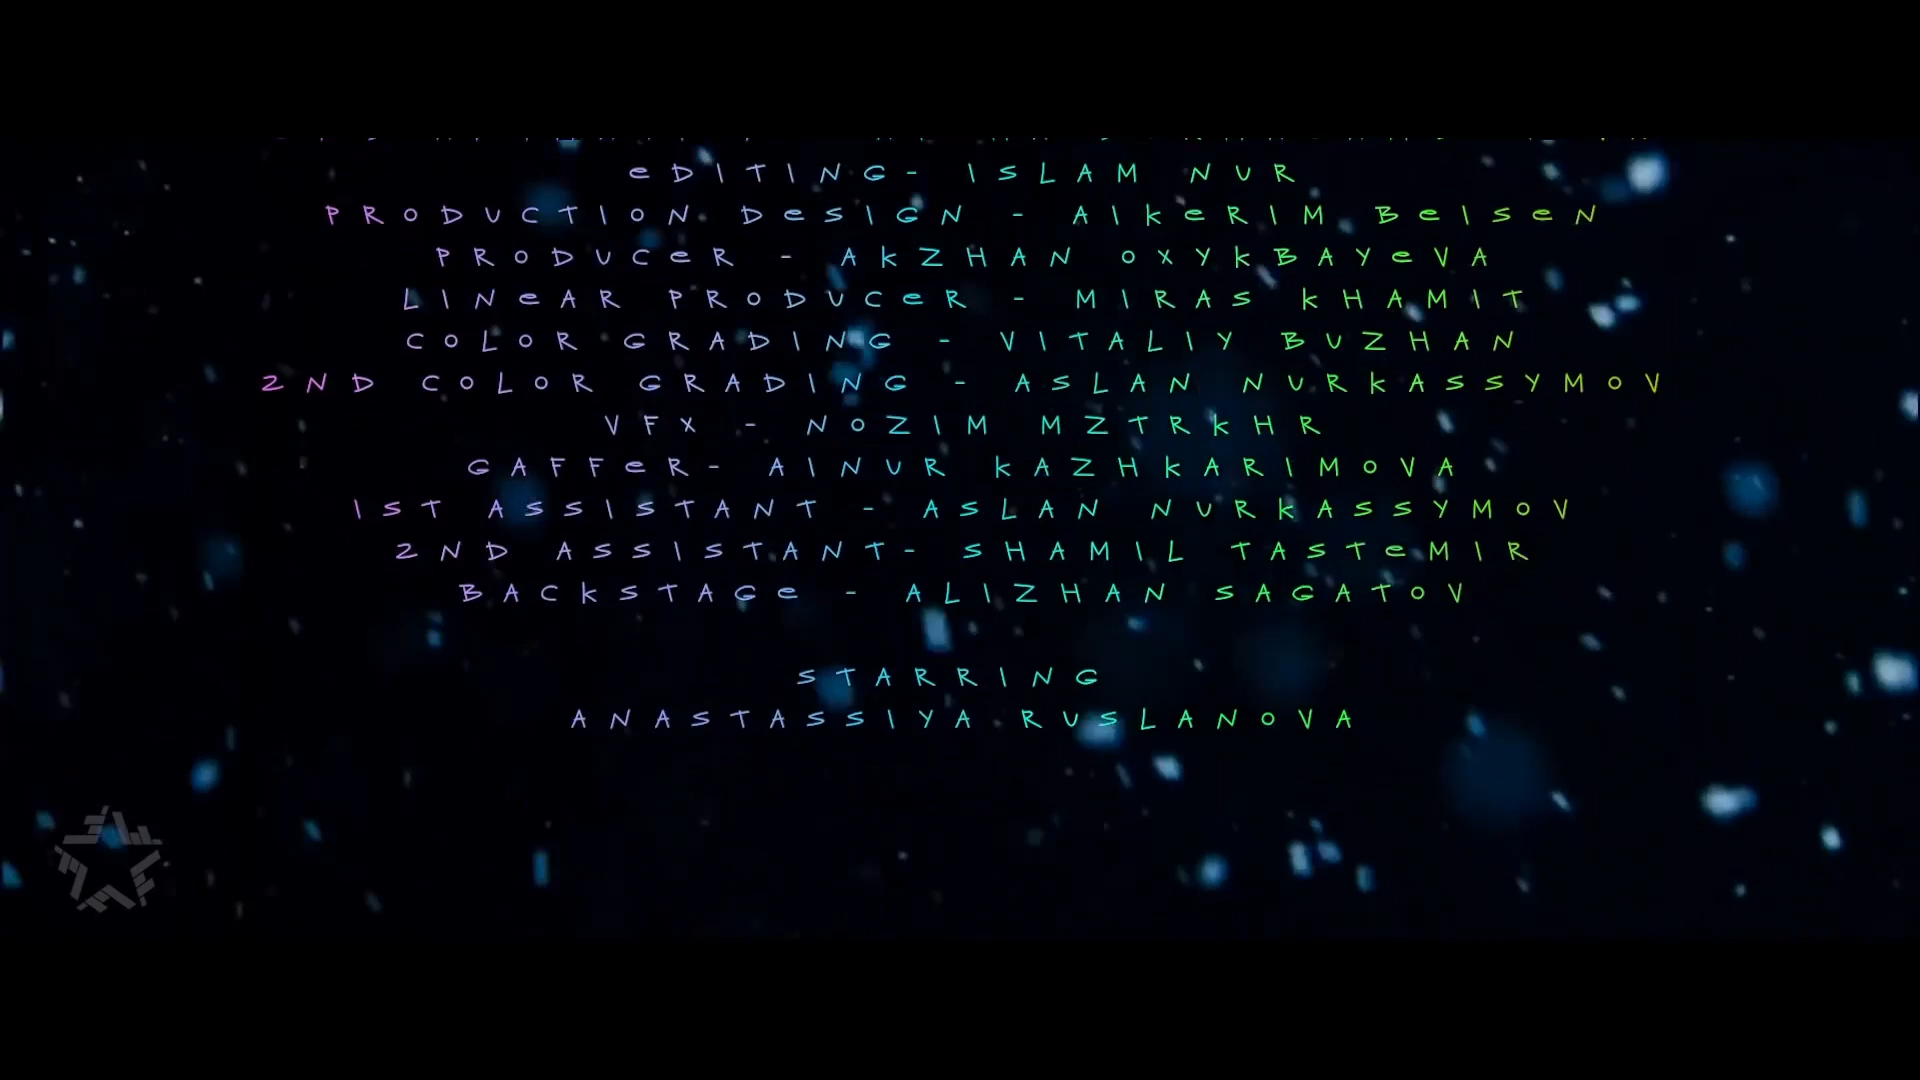 eDITING- ISLAM NUR
PRODUCTION DeSIGN - AIkeRIM BeISeN
PRODUCeR - AkZHAN OXYkBAYeVA
LINeAR PRODUCeR - MIRAS kHAMIT
COLOR GRADING - VITALIY BUZHAN
2ND COLOR GRADING - ASLAN NURkASSYMOV
VFX - NOZIM MZTRkHR
GAFFeR- AINUR kAZHkARIMOVA
1ST ASSISTANT - ASLAN NURkASSYMOV
2ND ASSISTANT- SHAMIL TASTeMIR
BACkSTAGe - ALIZHAN SAGATOV
STARRING
ANASTASSIYA RUSLANOVA